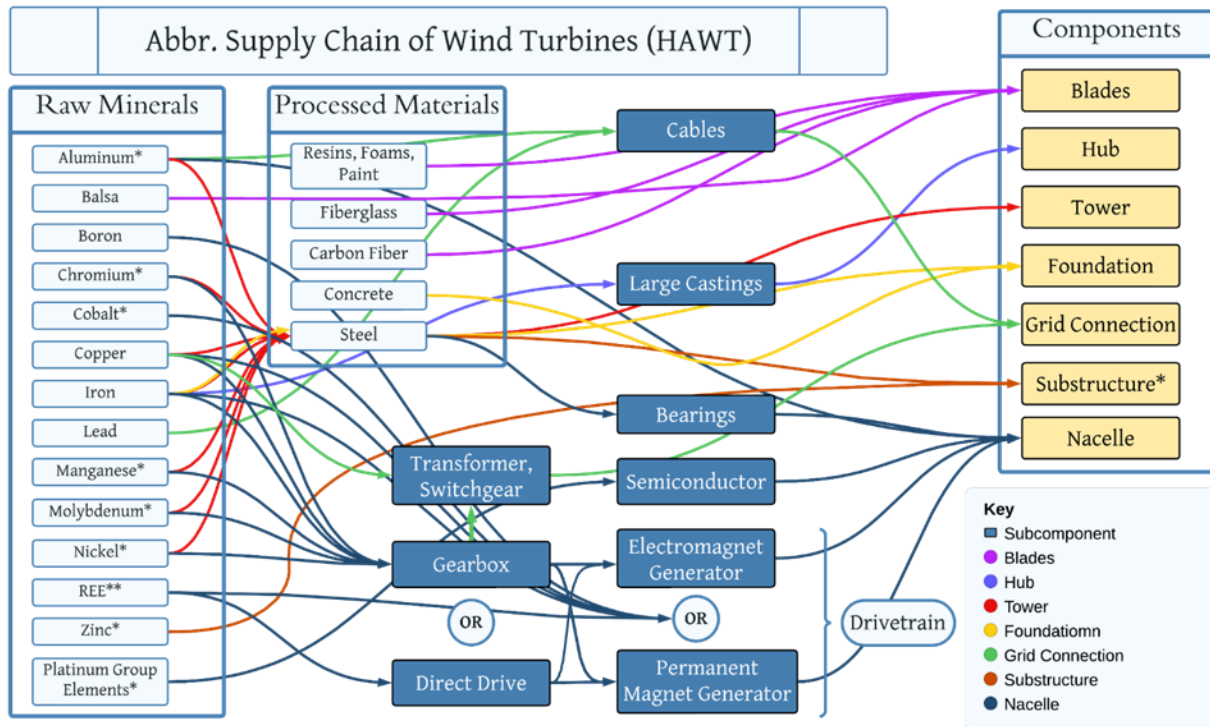 Abbr. Supply Chain of Wind Turbines (HAWT)
Raw Minerals
Aluminum*
Balsa
Boron
Chromium*
Cobalt*
Copper
Iron
Lead
Manganese*
Molybdenum*
Nickel*
REE**
Zinc*
Platinum Group
Elements*
Processed Materials
Resins, Foams,
Paint
Fiberglass
Carbon Fiber
Concrete
Steel
Transformer,
Switchgear
Gearbox
OR
Direct Drive
Cables
Large Castings
Bearings
Semiconductor
Electromagnet
Generator
OR
Permanent
Magnet Generator
Drivetrain
Components
Blades
Hub
Tower
Foundation
Grid Connection
Substructure*
Nacelle
Key
Subcomponent
Blades
Hub
Tower
Foundatiomn
Grid Connection
Substructure
Nacelle